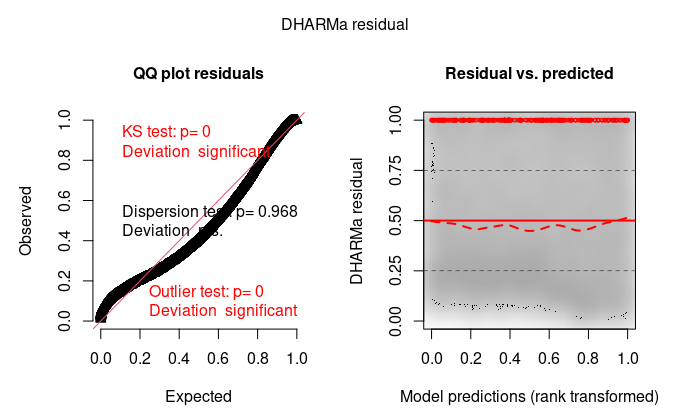 DHARMa residual
QQ plot residuals
KS test: p= 0
Deviation significant
Dispersion test: p= 0.968
Deviation n.s.
Outlier test: p= 0
Deviation significant
Observed
0.0 0.2 0.4 0.6 0.8 1.0
0.0 0.2 0.4 0.6 0.8 1.0
Expected
Residual vs. predicted
DHARMa residual
0.00 0.25 0.50 0.75 1.00
0.0 0.2 0.4 0.6 0.8 1.0
Model predictions (rank transformed)